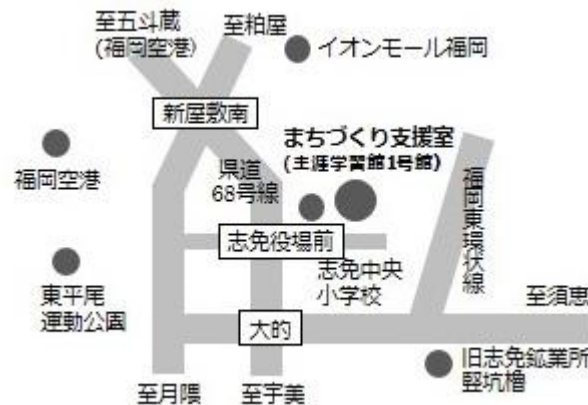 至五斗蔵
(福岡空港)
至粕屋
イオンモール福岡
新屋敷南
まちづくり支援室
(生涯学習館1号館)
福岡空港
県道
68号線
福岡東環状線
志免役場前
志免中央
小学校
東平尾
運動公園
至須恵
大的
旧志免鉱業所
竪坑櫓
至月隈
至宇美